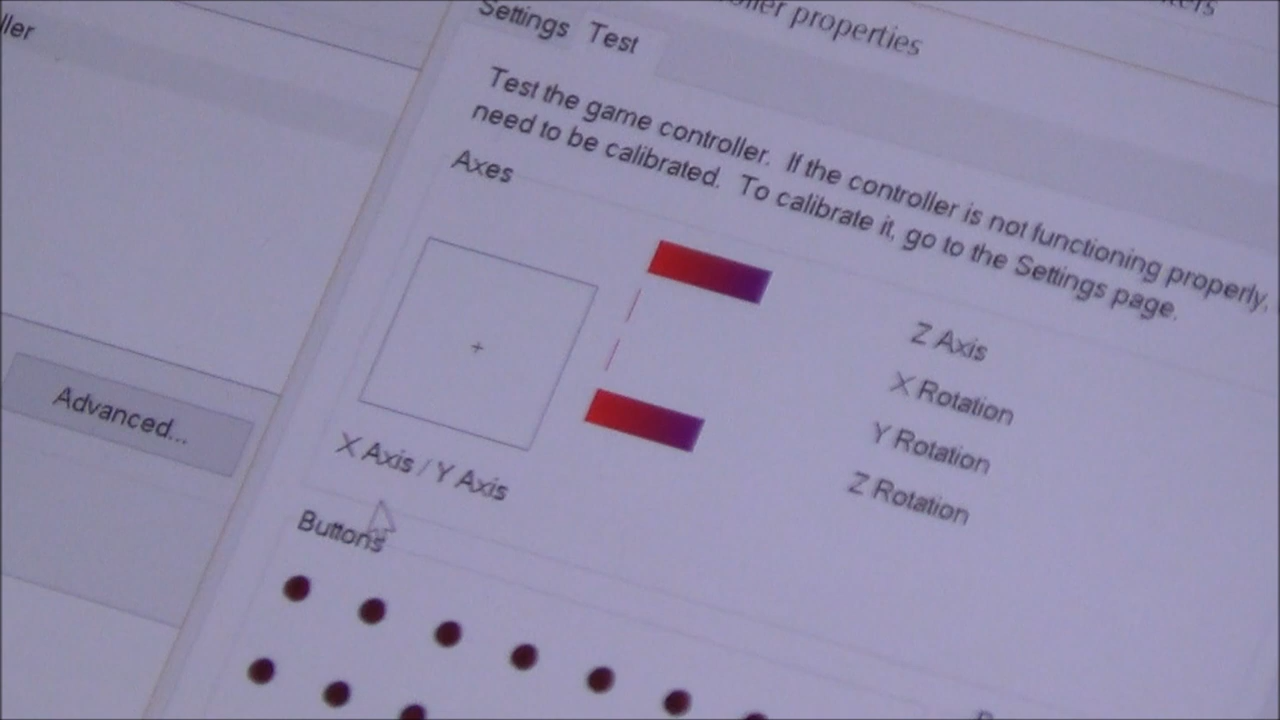 ller
properties
Settings Test
Test the game controller. If the controller is not functioning properly,
need to be calibrated. To calibrate it, go to the Settings page.
Axes
Z Axis
X Rotation
Y Rotation
Z Rotation
X Axis / Y Axis
Advanced...
Buttons